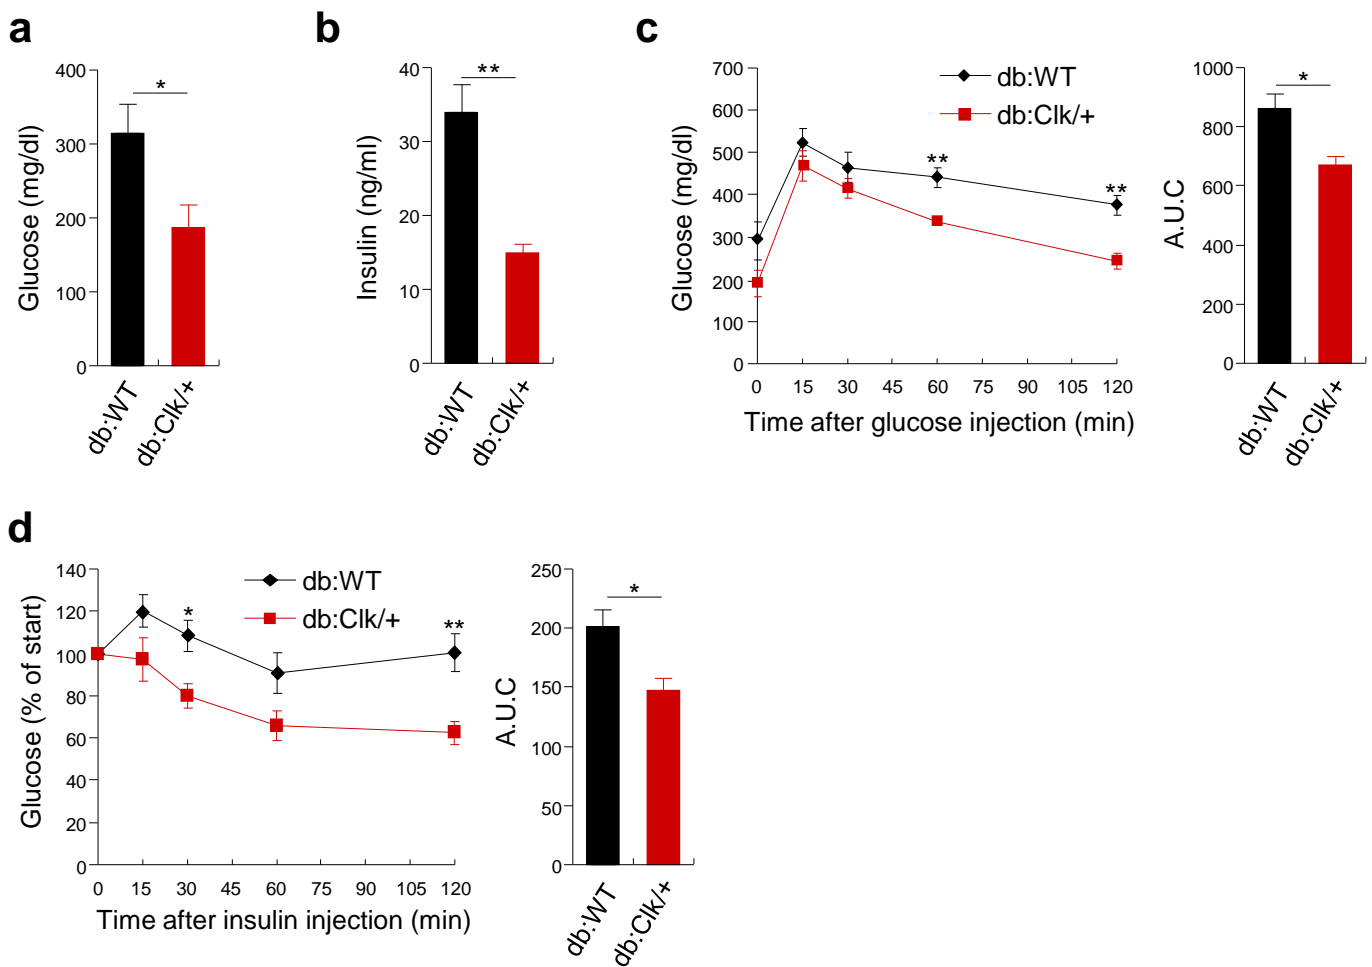 a
Glucose (mg/dl)
400
300
200
100
0
*
db:WT
db:Clk/+
b
Insulin (ng/ml)
40
30
20
10
0
**
db:WT
db:Clk/+
c
Glucose (mg/dl)
700
600
500
400
300
200
100
0
db:WT
db:Clk/+
**
**
0 15 30 60 75 90 105 120
Time after glucose injection (min)
A.U.C
1000
800
600
400
200
0
*
db:WT
db:Clk/+
d
Glucose (% of start)
140
120
100
80
60
40
20
0
db:WT
db:Clk/+
*
**
0 15 30 45 60 75 90 105 120
Time after insulin injection (min)
A.U.C
250
200
150
100
50
0
*
db:WT
db:Clk/+